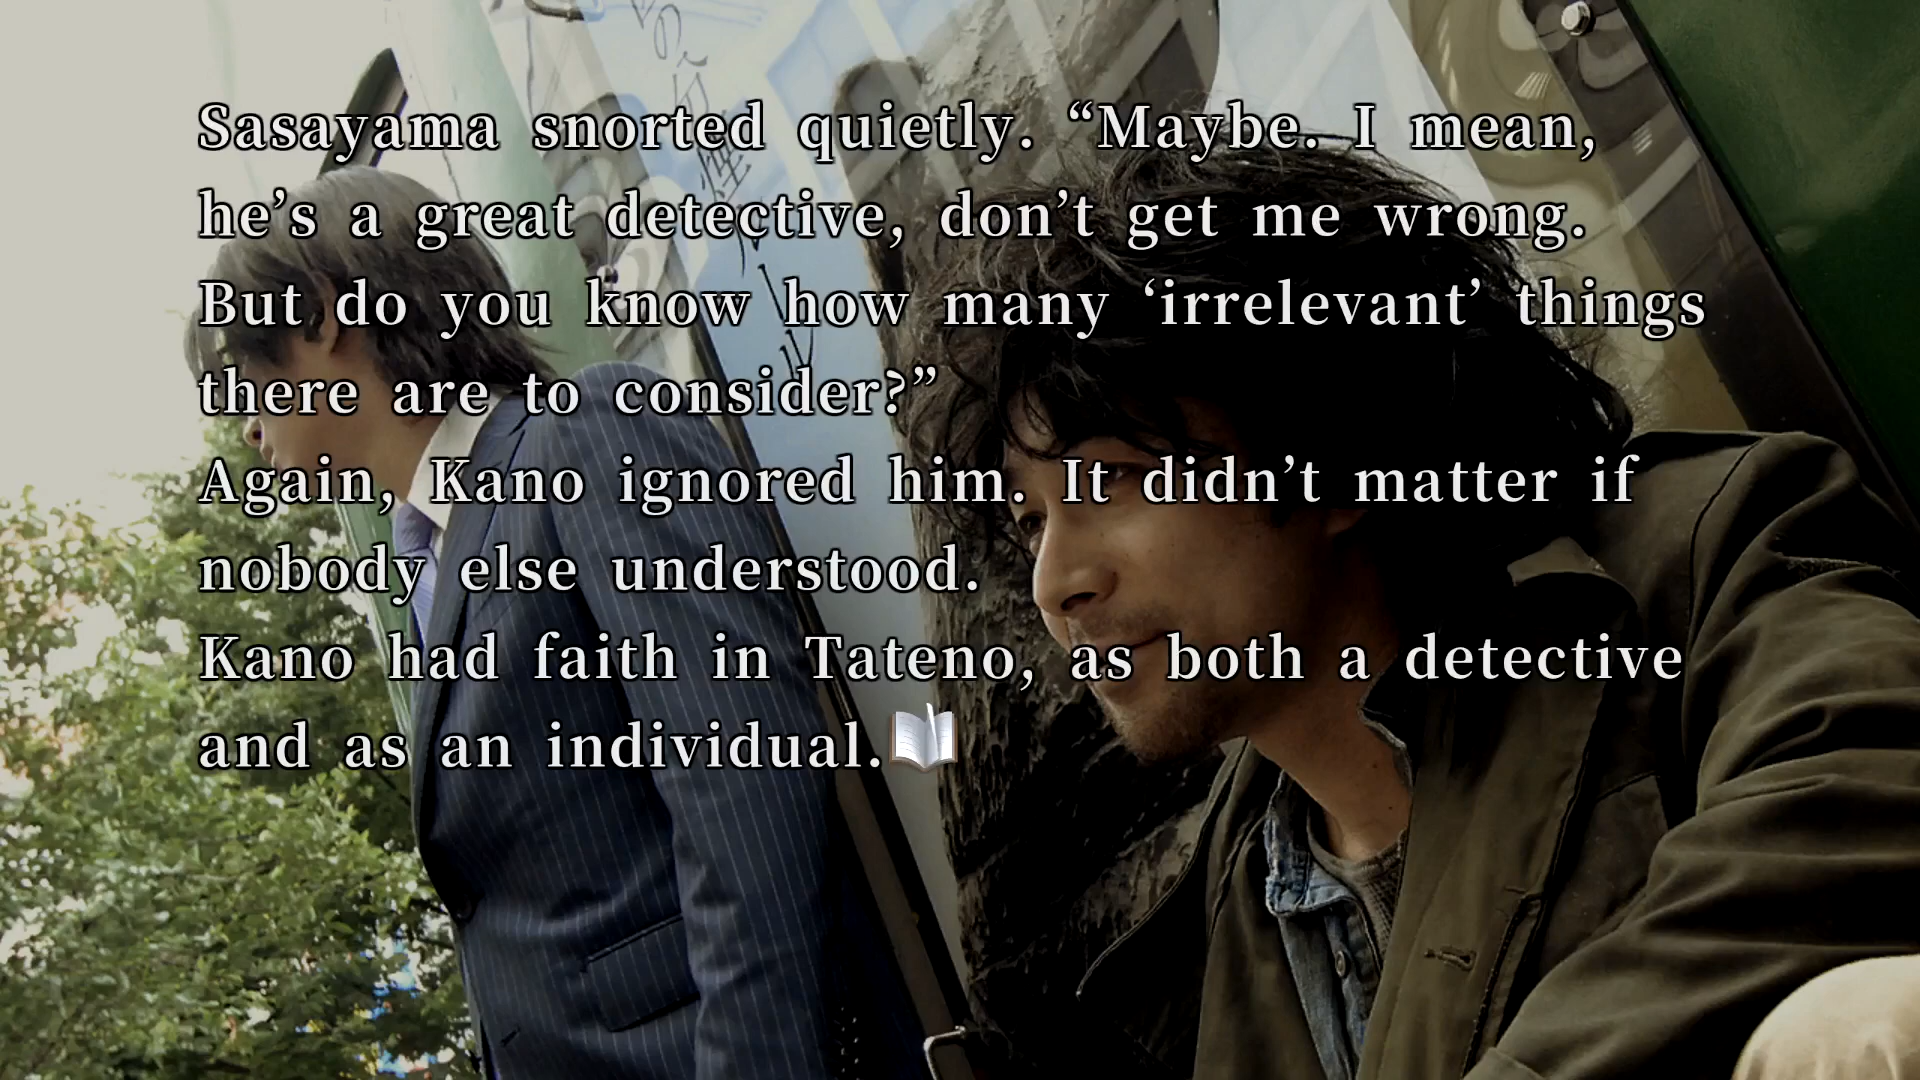 Sasayama snorted quietly. “Maybe. I mean,
he’s a great detective, don’t get me wrong.
But do you know how many ‘irrelevant’ things
there are to consider?”
Again, Kano ignored him. It didn’t matter if
nobody else understood.
Kano had faith in Tateno, as both a detective
and as an individual.